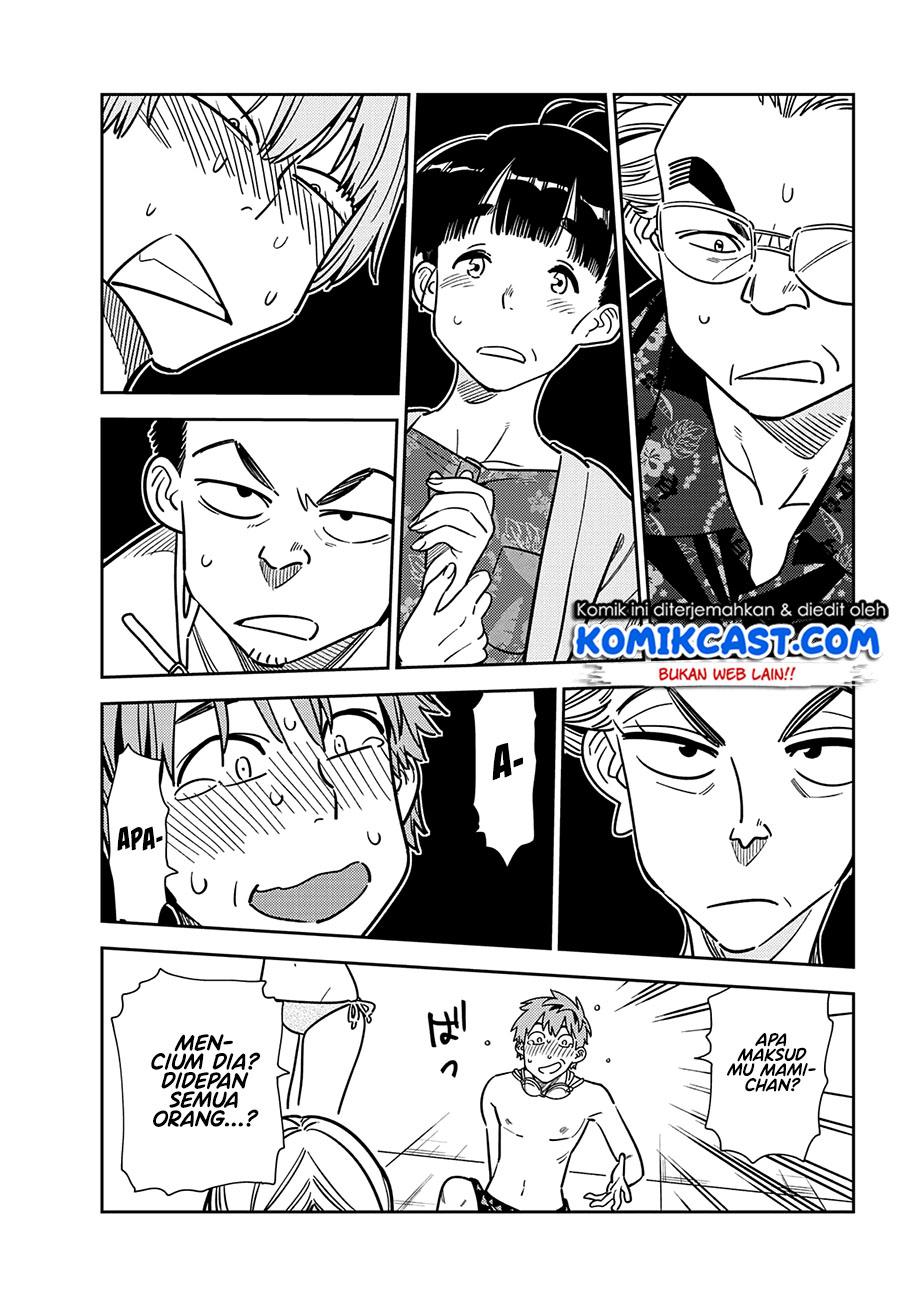 Komik ini diterjemahkan & diedit oleh
KOMIKCAST.COM
BUKAN WEB LAIN!!
A-
APA-
APA
MAKSUD
MU MAMI-
CHAN?
ばっ
MEN-
CIUM DIA?
DIDEPAN
SEMUA
ORANG...?